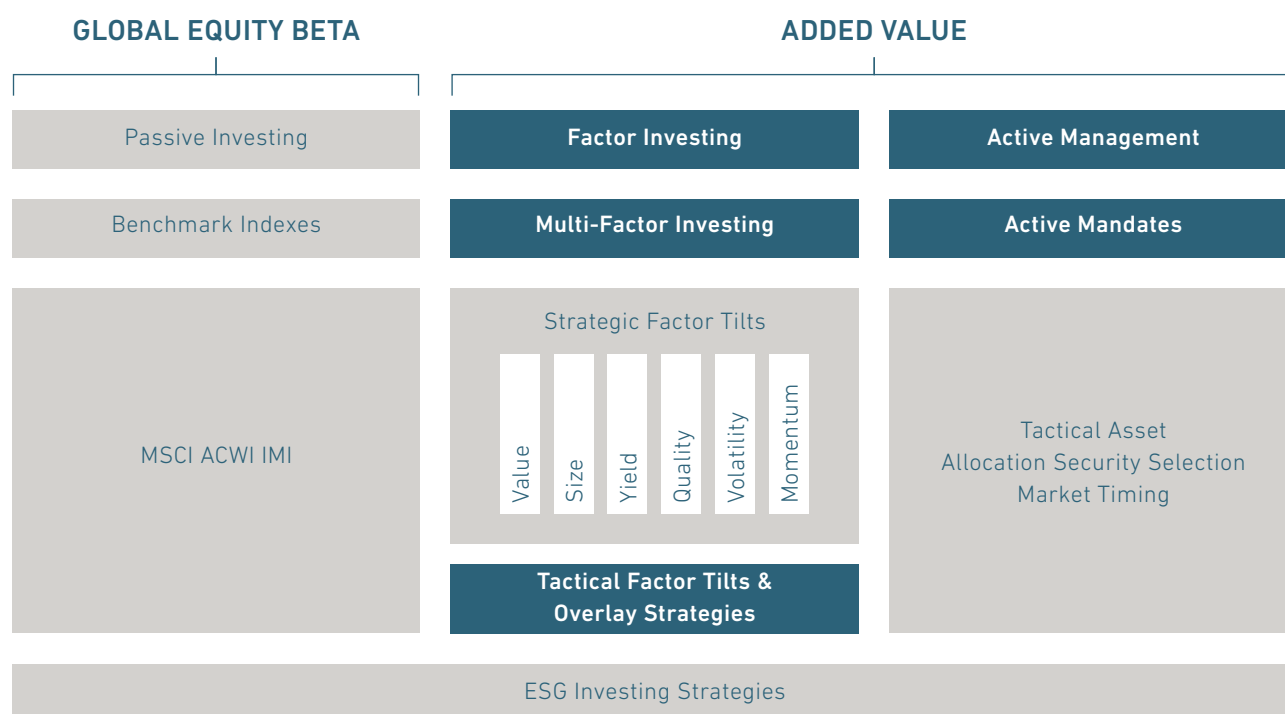 GLOBAL EQUITY BETA
ADDED VALUE
Passive Investing
Factor Investing
Active Management
Benchmark Indexes
Multi-Factor Investing
Active Mandates
MSCI ACWI IMI
Strategic Factor Tilts
Value
Size
Yield
Quality
Volatility
Momentum
Tactical Factor Tilts &
Overlay Strategies
Tactical Asset
Allocation Security Selection
Market Timing
ESG Investing Strategies